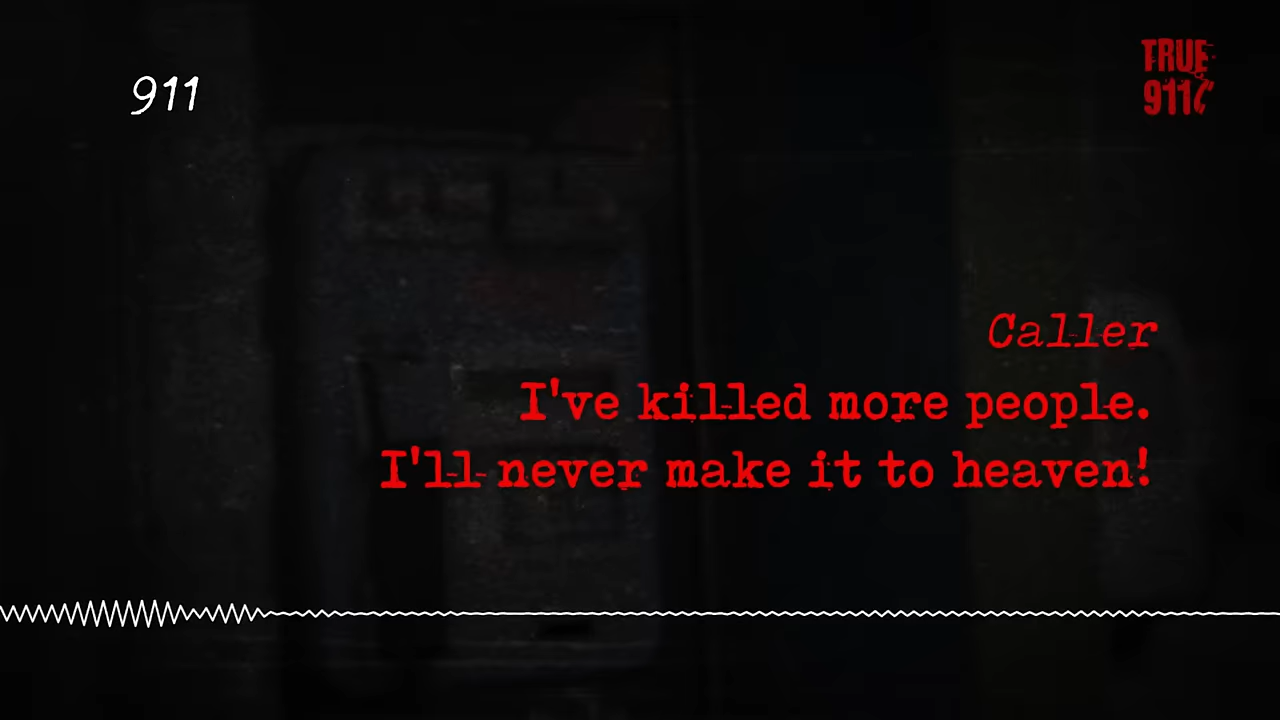 911
TRUE
911
Caller
I've killed more people.
I'll never make it to heaven!